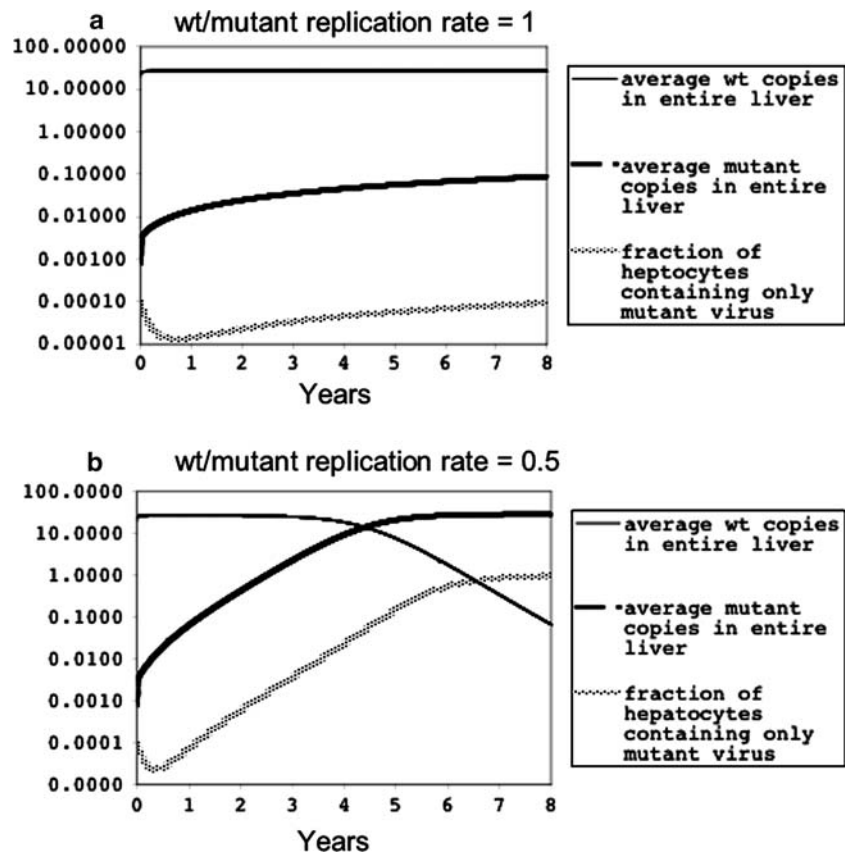 a
wt/mutant replication rate = 1
100.00000
10.00000
1.00000
0.10000
0.01000
0.00100
0.00010
0.00001
0 1 2 3 4 5 6 7 8
Years
average wt copies
in entire liver
average mutant
copies in entire
liver
fraction of
heptocytes
containing only
mutant virus
b
wt/mutant replication rate = 0.5
100.0000
10.0000
1.0000
0.1000
0.0100
0.0010
0.0001
0.0000
0 1 2 3 4 5 6 7 8
Years
average wt copies
in entire liver
average mutant
copies in entire
liver
fraction of
hepatocytes
containing only
mutant virus